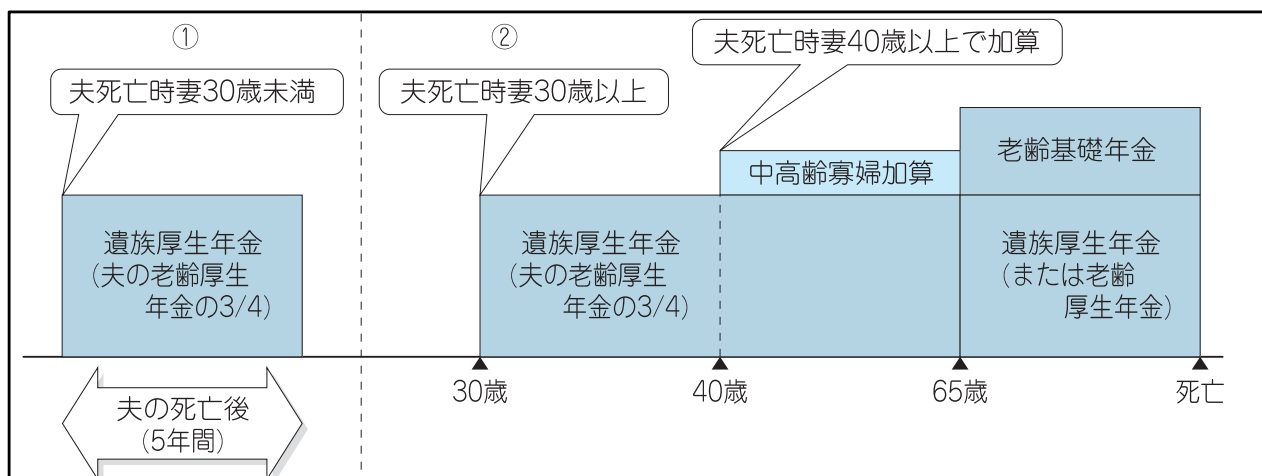 ①
夫死亡時妻30歳未満
遺族厚生年金
(夫の老齢厚生
年金の3/4)
夫の死亡後
(5年間)
②
夫死亡時妻30歳以上
夫死亡時妻40歳以上で加算
中高齢寡婦加算
老齢基礎年金
遺族厚生年金
(夫の老齢厚生
年金の3/4)
遺族厚生年金
(または老齢
厚生年金)
30歳
40歳
65歳
死亡